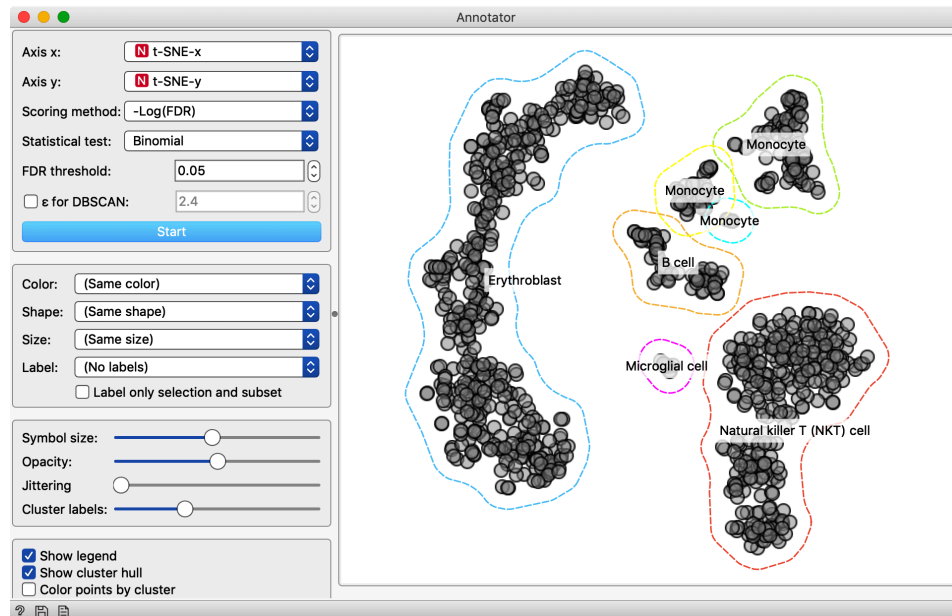 Annotator
Axis x: N t-SNE-x
Axis y: N t-SNE-y
Scoring method: -Log(FDR)
Statistical test: Binomial
FDR threshold: 0.05
ε for DBSCAN: 2.4
Start
Color: (Same color)
Shape: (Same shape)
Size: (Same size)
Label: (No labels)
Label only selection and subset
Symbol size:
Opacity:
Jittering
Cluster labels:
Show legend
Show cluster hull
Color points by cluster
?
Monocyte
Monocyte
Monocyte
B cell
Erythroblast
Microglial cell
Natural killer T (NKT) cell